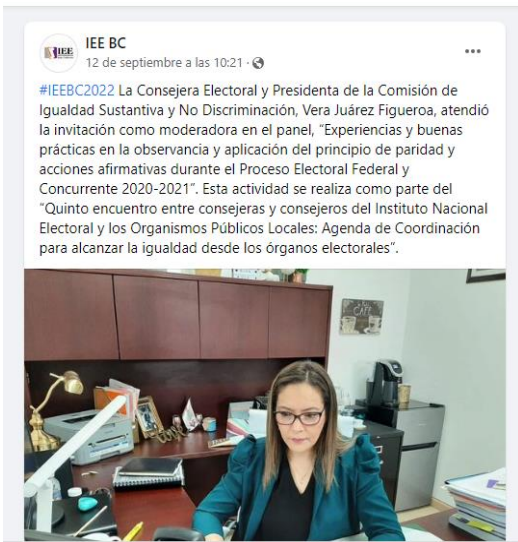 IEE
IEE BC
12 de septiembre a las 10:21 ·
#IEEBC2022 La Consejera Electoral y Presidenta de la Comisión de
Igualdad Sustantiva y No Discriminación, Vera Juárez Figueroa, atendió
la invitación como moderadora en el panel, “Experiencias y buenas
prácticas en la observancia y aplicación del principio de paridad y
acciones afirmativas durante el Proceso Electoral Federal y
Concurrente 2020-2021”. Esta actividad se realiza como parte del
“Quinto encuentro entre consejeras y consejeros del Instituto Nacional
Electoral y los Organismos Públicos Locales: Agenda de Coordinación
para alcanzar la igualdad desde los órganos electorales”.
CAFE